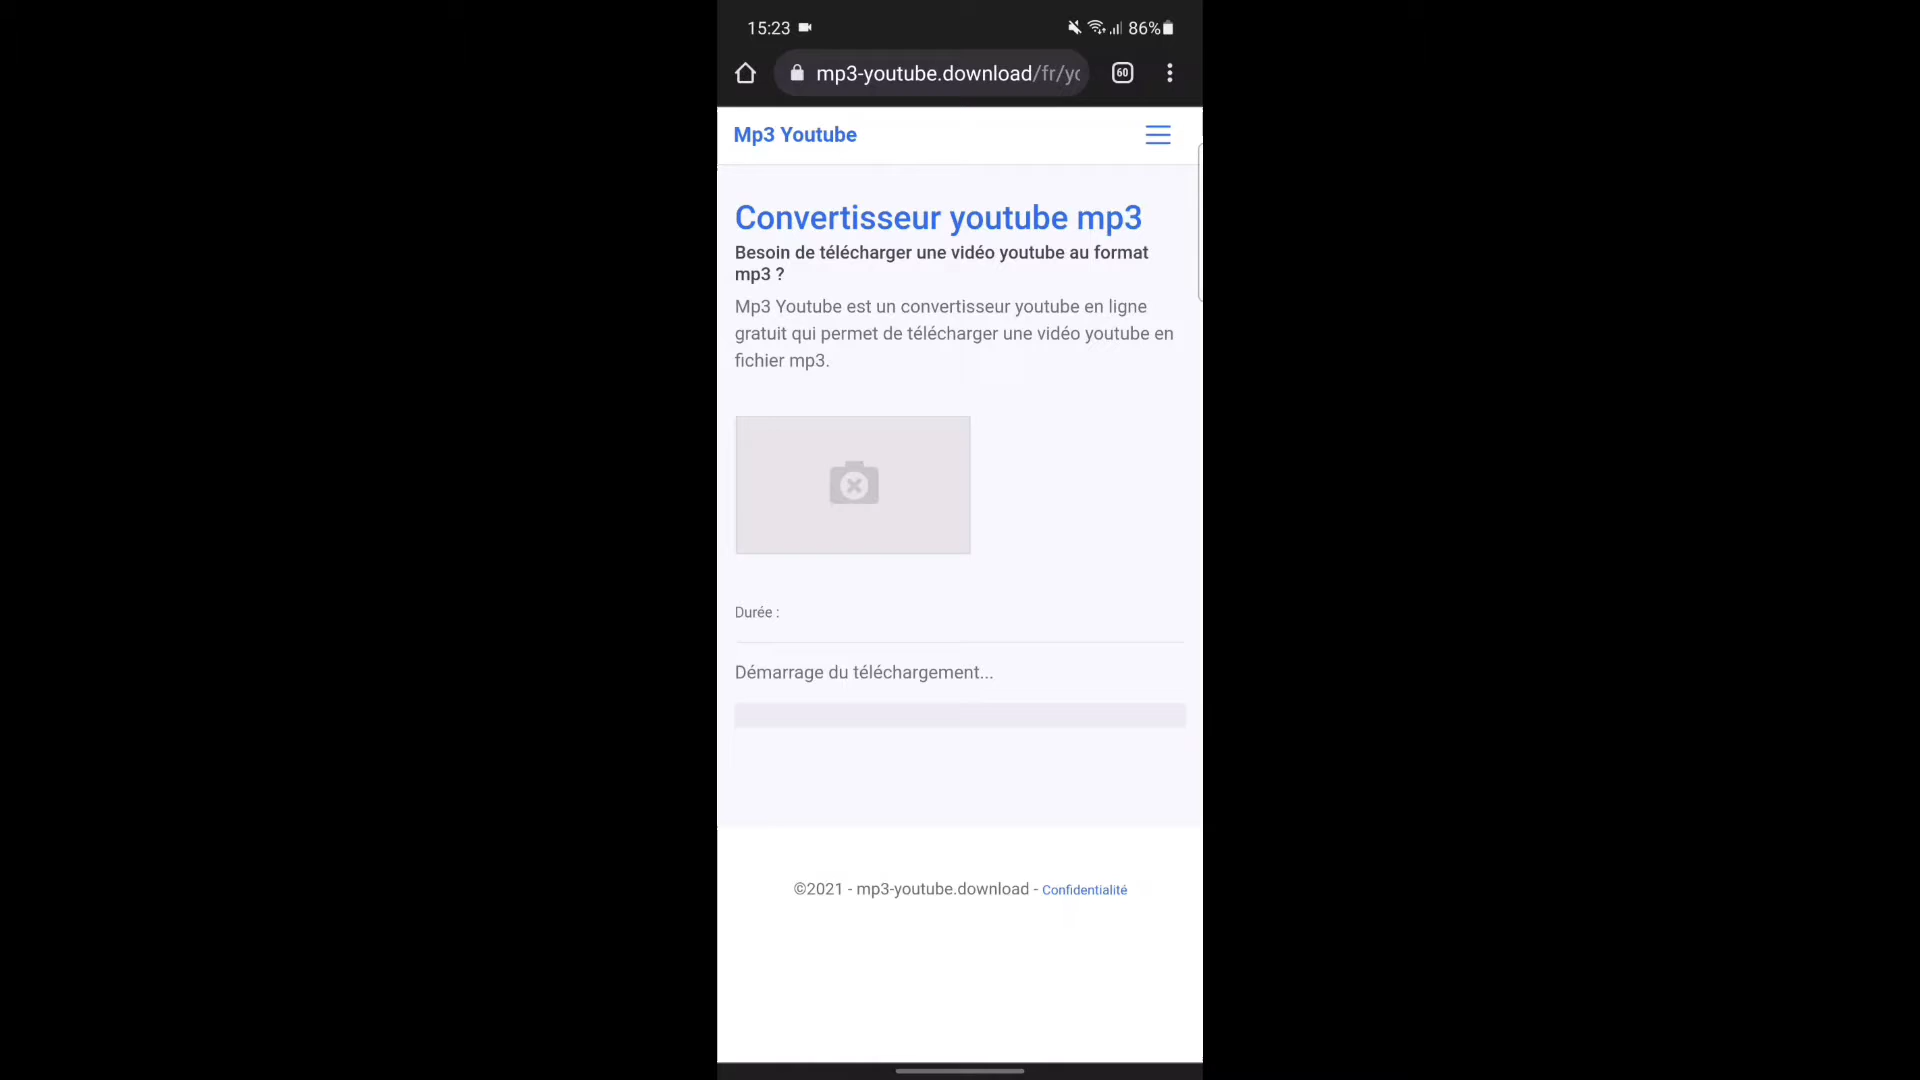 15:23
86%
mp3-youtube.download/fr/yo
60
Mp3 Youtube
Convertisseur youtube mp3
Besoin de télécharger une vidéo youtube au format
mp3 ?
Mp3 Youtube est un convertisseur youtube en ligne
gratuit qui permet de télécharger une vidéo youtube en
fichier mp3.
Durée :
Démarrage du téléchargement...
©2021 - mp3-youtube.download - Confidentialité